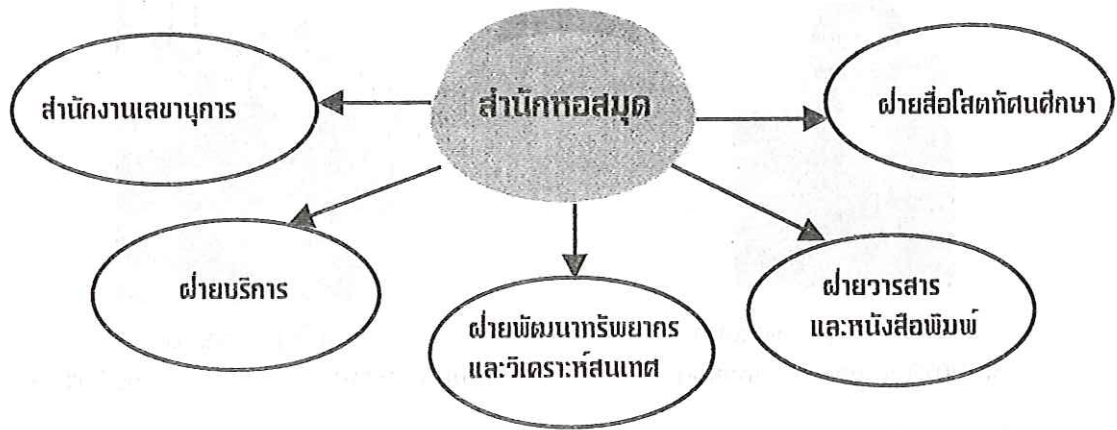 สำนักหอสมุด
สำนักงานเลขานุการ
ฝ่ายสื่อโสตทัศนศึกษา
ฝ่ายบริการ
ฝ่ายวารสาร
และหนังสือพิมพ์
ฝ่ายพัฒนาทรัพยากร
และวิเคราะห์สนเทศ